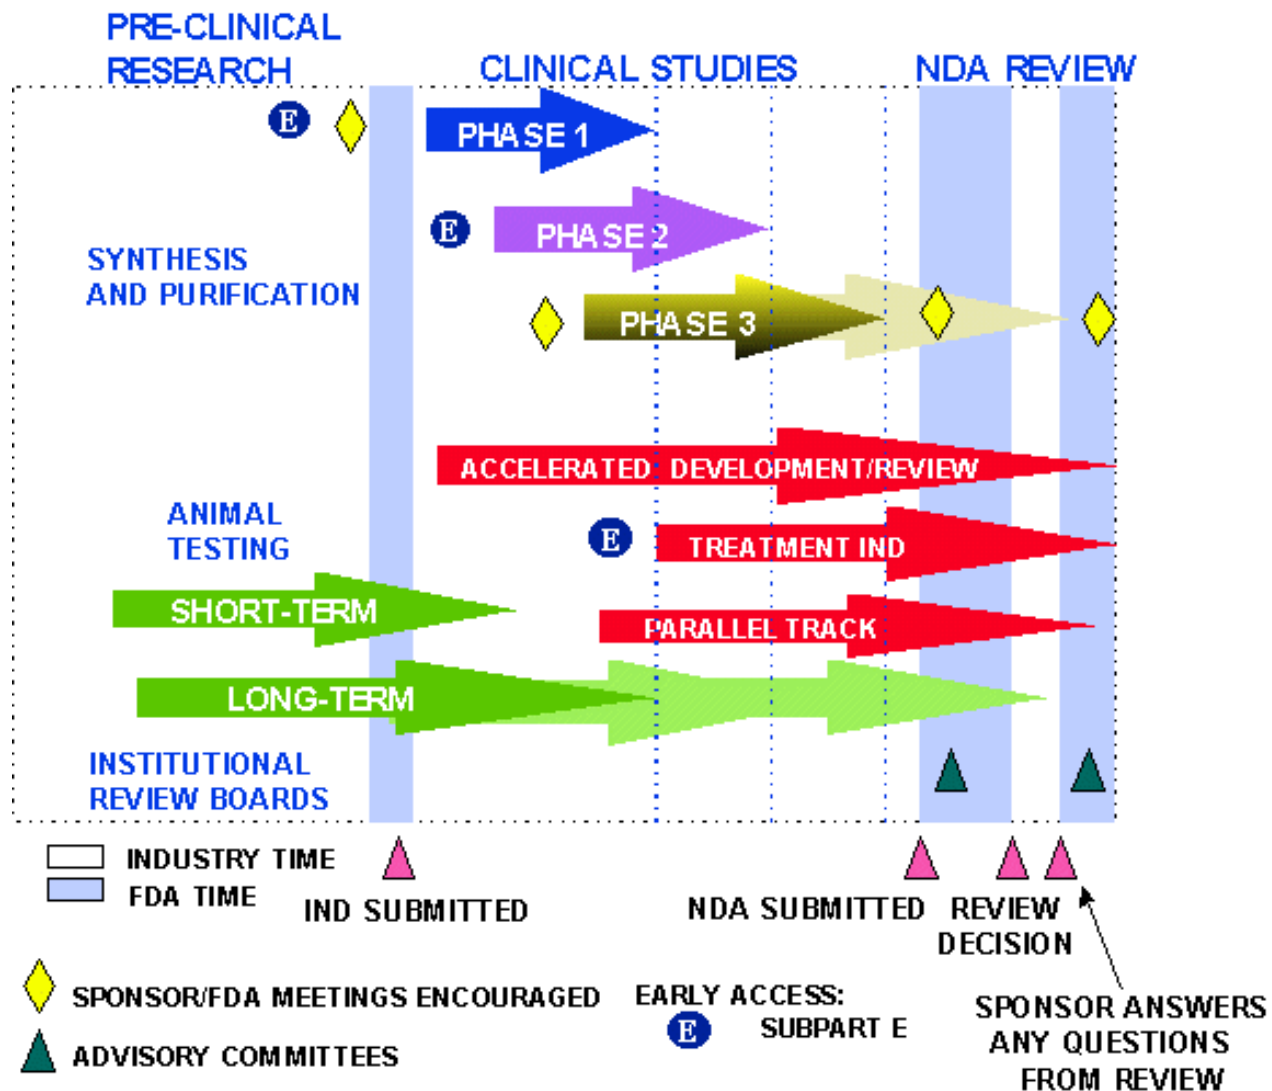 PRE-CLINICAL
RESEARCH
CLINICAL STUDIES
NDA REVIEW
E
PHASE 1
E
PHASE 2
SYNTHESIS
AND PURIFICATION
PHASE 3
ACCELERATED DEVELOPMENT/REVIEW
ANIMAL
TESTING
E
TREATMENT IND
SHORT-TERM
PARALLEL TRACK
LONG-TERM
INSTITUTIONAL
REVIEW BOARDS
INDUSTRY TIME
FDA TIME
IND SUBMITTED
NDA SUBMITTED
REVIEW
DECISION
SPONSOR/FDA MEETINGS ENCOURAGED
ADVISORY COMMITTEES
EARLY ACCESS:
E SUBPART E
SPONSOR ANSWERS
ANY QUESTIONS
FROM REVIEW